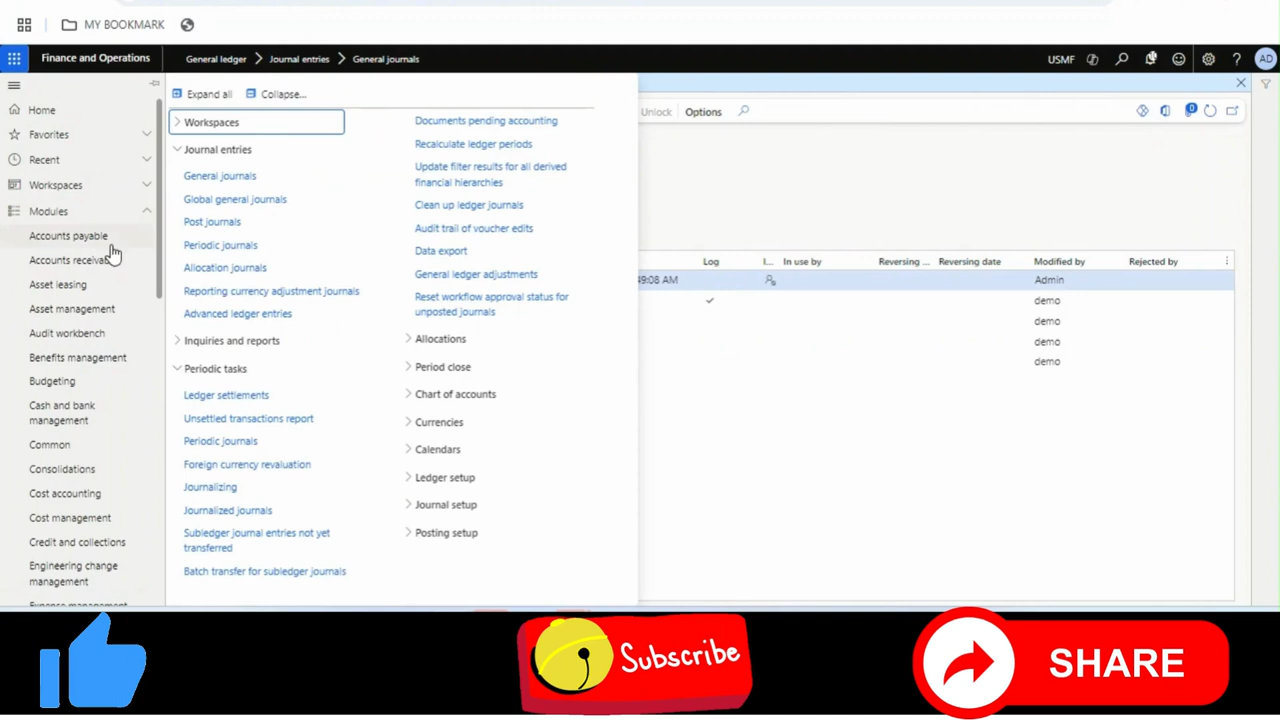 MY BOOKMARK
Finance and Operations
General ledger
Journal entries
General journals
USMF
AD
Home
Favorites
Recent
Workspaces
Modules
Accounts payable
Accounts receivab
Asset leasing
Asset management
Audit workbench
Benefits management
Budgeting
Cash and bank
management
Common
Consolidations
Cost accounting
Cost management
Credit and collections
Engineering change
management
Expense management
Expand all
Collapse...
Workspaces
Journal entries
General journals
Global general journals
Post journals
Periodic journals
Allocation journals
Reporting currency adjustment journals
Advanced ledger entries
Inquiries and reports
Periodic tasks
Ledger settlements
Unsettled transactions report
Periodic journals
Foreign currency revaluation
Journalizing
Journalized journals
Subledger journal entries not yet
transferred
Batch transfer for subledger journals
Documents pending accounting
Recalculate ledger periods
Update filter results for all derived
financial hierarchies
Clean up ledger journals
Audit trail of voucher edits
Data export
General ledger adjustments
Reset workflow approval status for
unposted journals
Allocations
Period close
Chart of accounts
Currencies
Calendars
Ledger setup
Journal setup
Posting setup
Unlock
Options
0
Log
I...
In use by
Reversing ...
Reversing date
Modified by
Rejected by
49:08 AM
Admin
demo
demo
demo
demo
Subscribe
SHARE